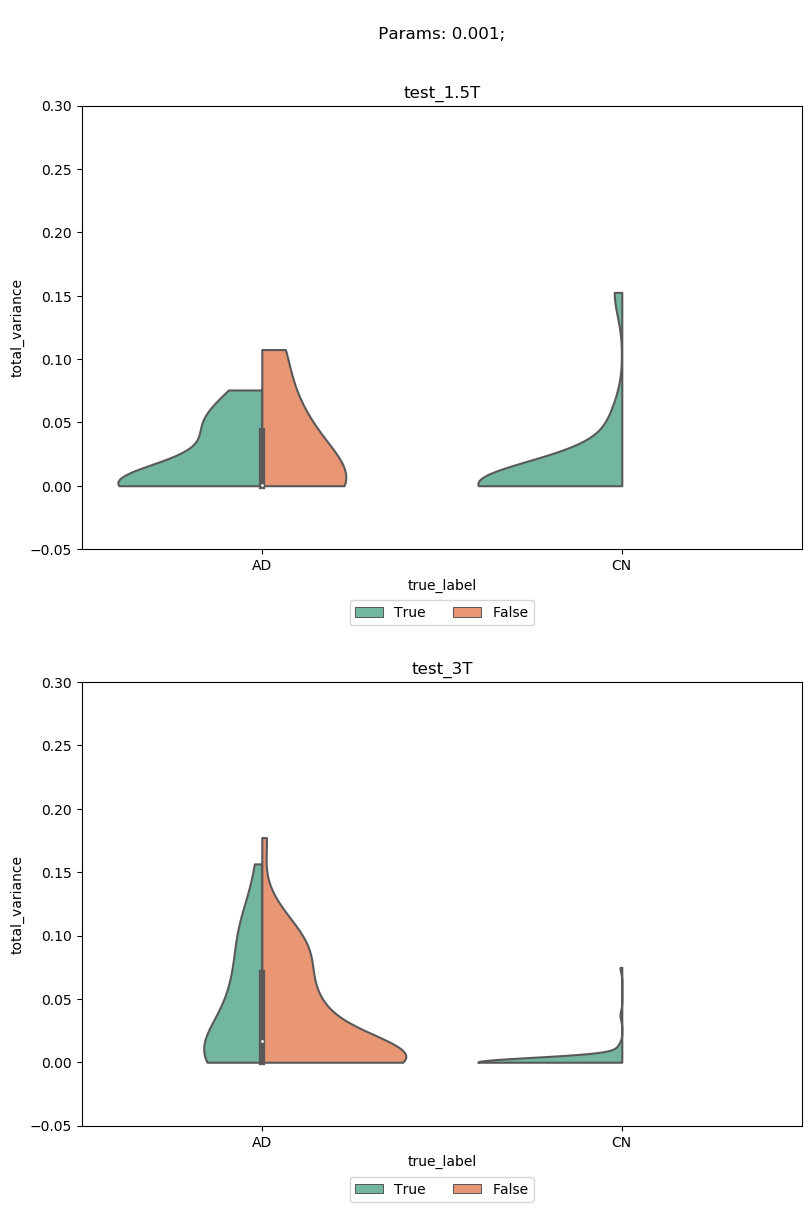 Params: 0.001;
test_1.5T
0.30
0.25
0.20
0.15
0.10
0.05
0.00
−0.05
total_variance
AD CN
true_label
True False
test_3T
0.30
0.25
0.20
0.15
0.10
0.05
0.00
−0.05
total_variance
AD CN
true_label
True False